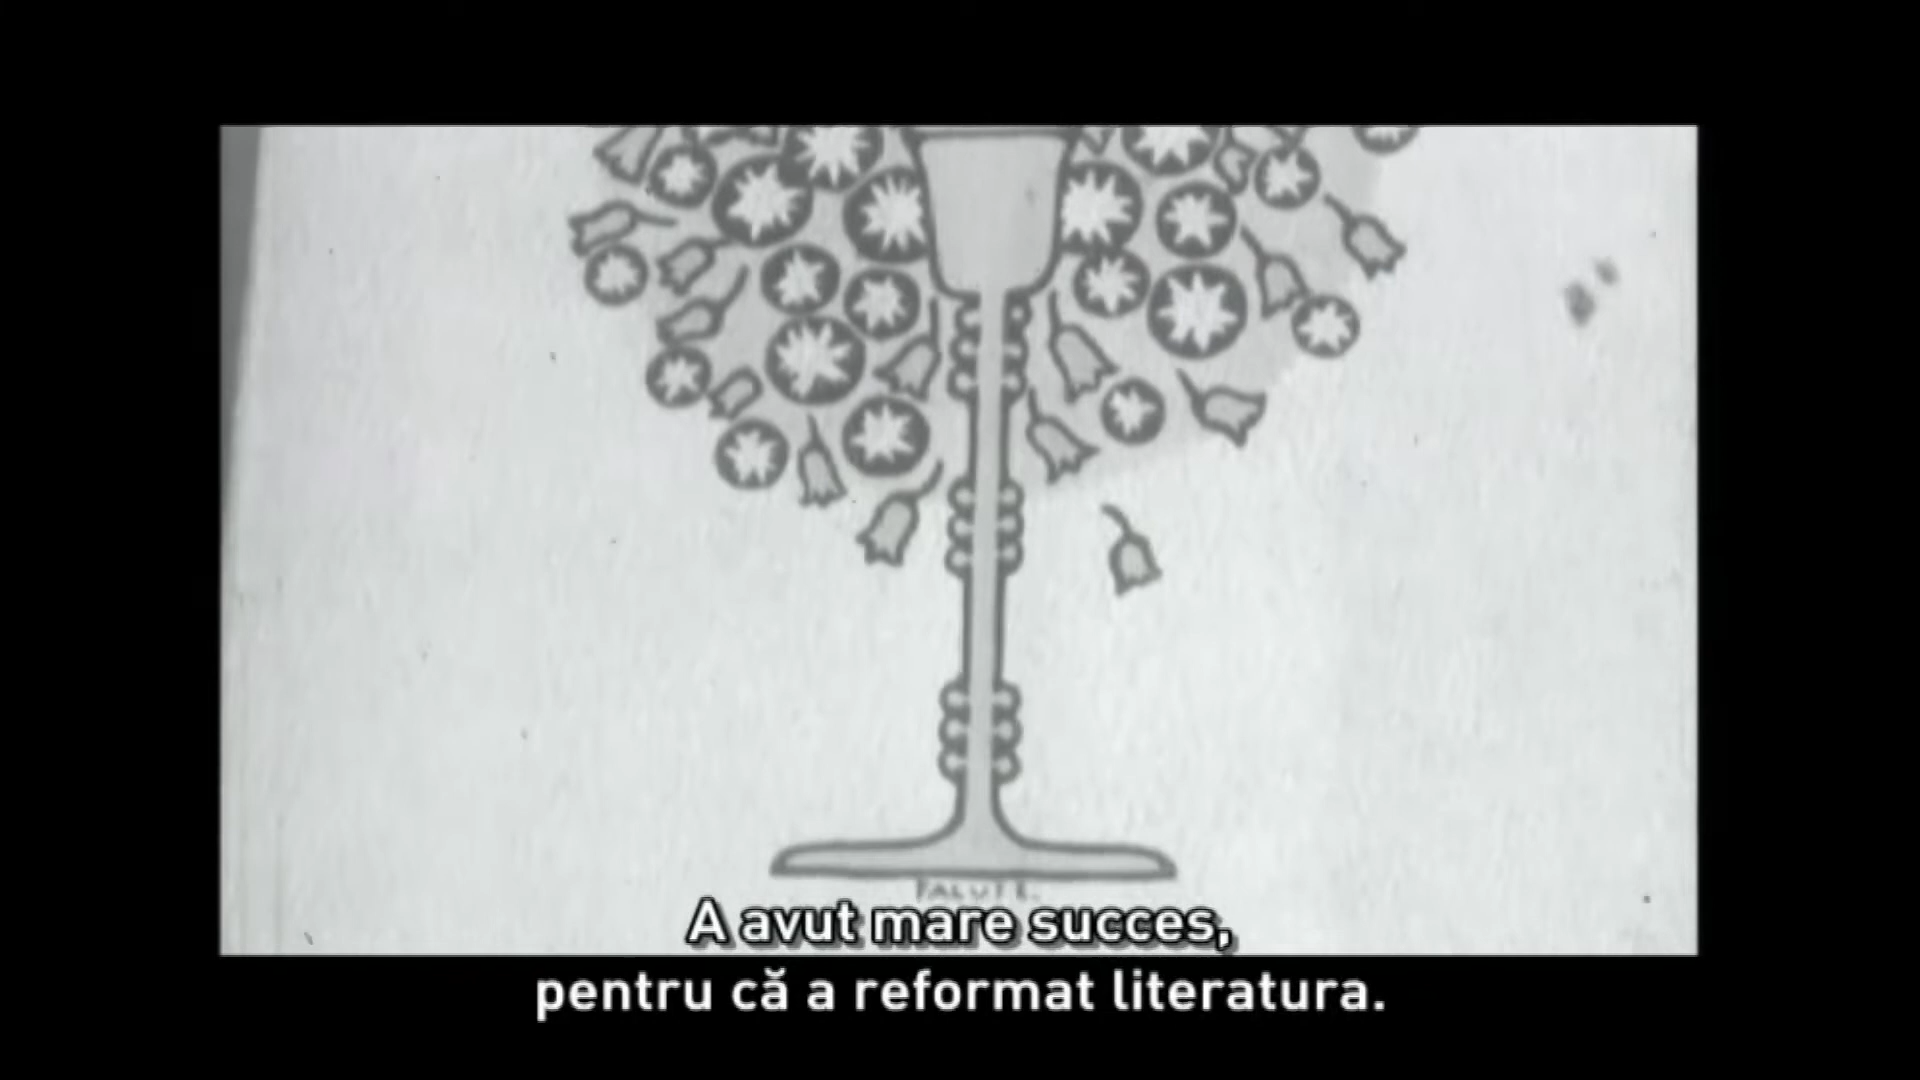 A avut mare succes,
pentru că a reformat literatura.